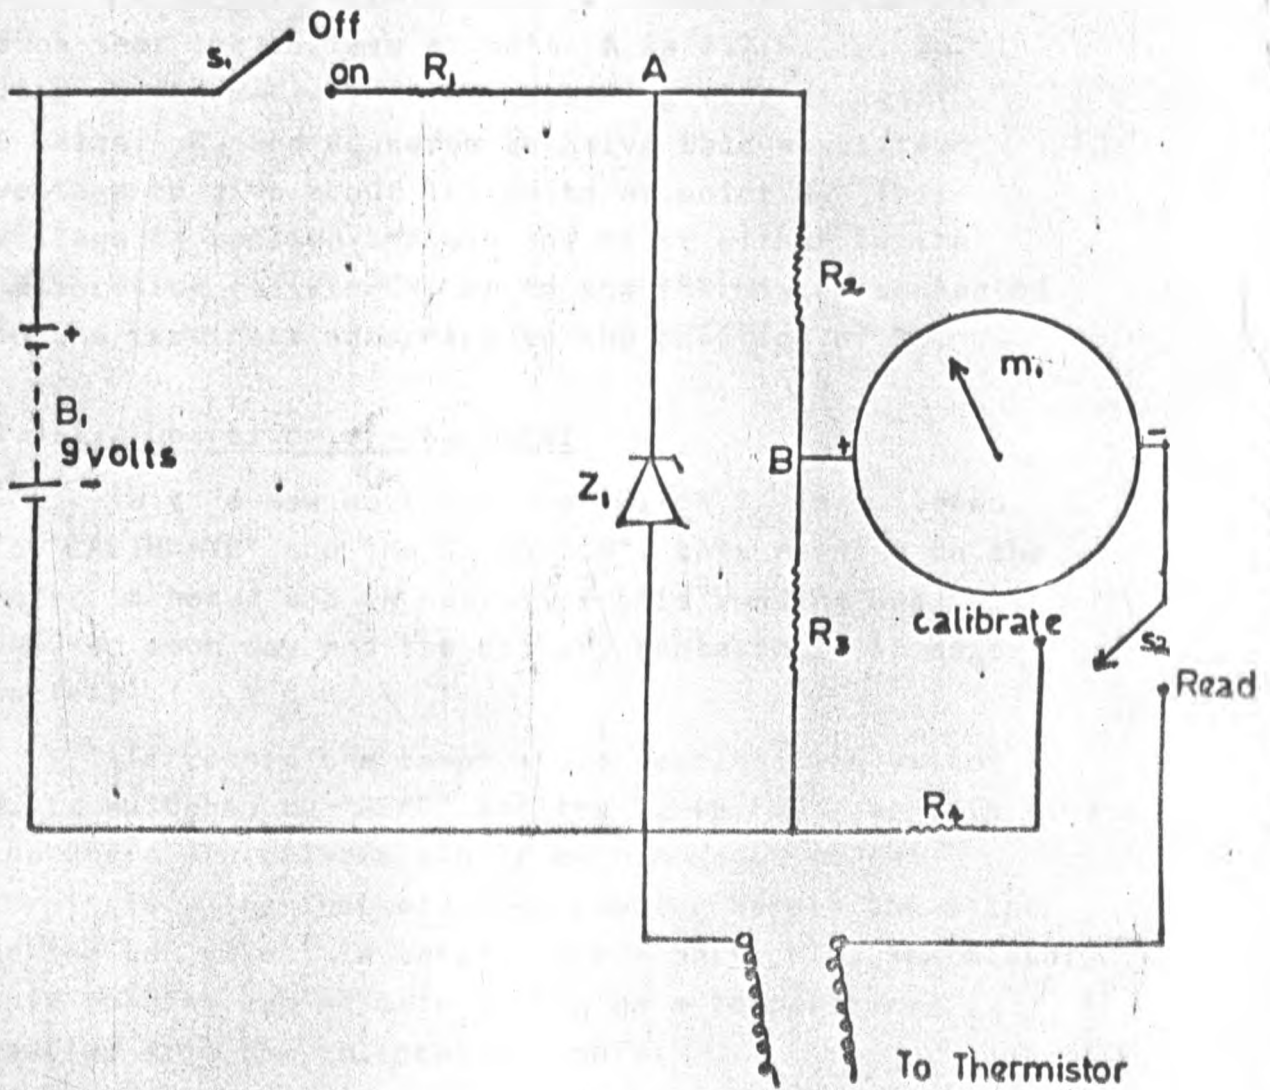 Off
S₁
on
R₁
A
R₂
+
B₁
9 volts
-
m₁
B
+
-
Z₁
R₃
calibrate
S₂
Read
R₄
To Thermistor